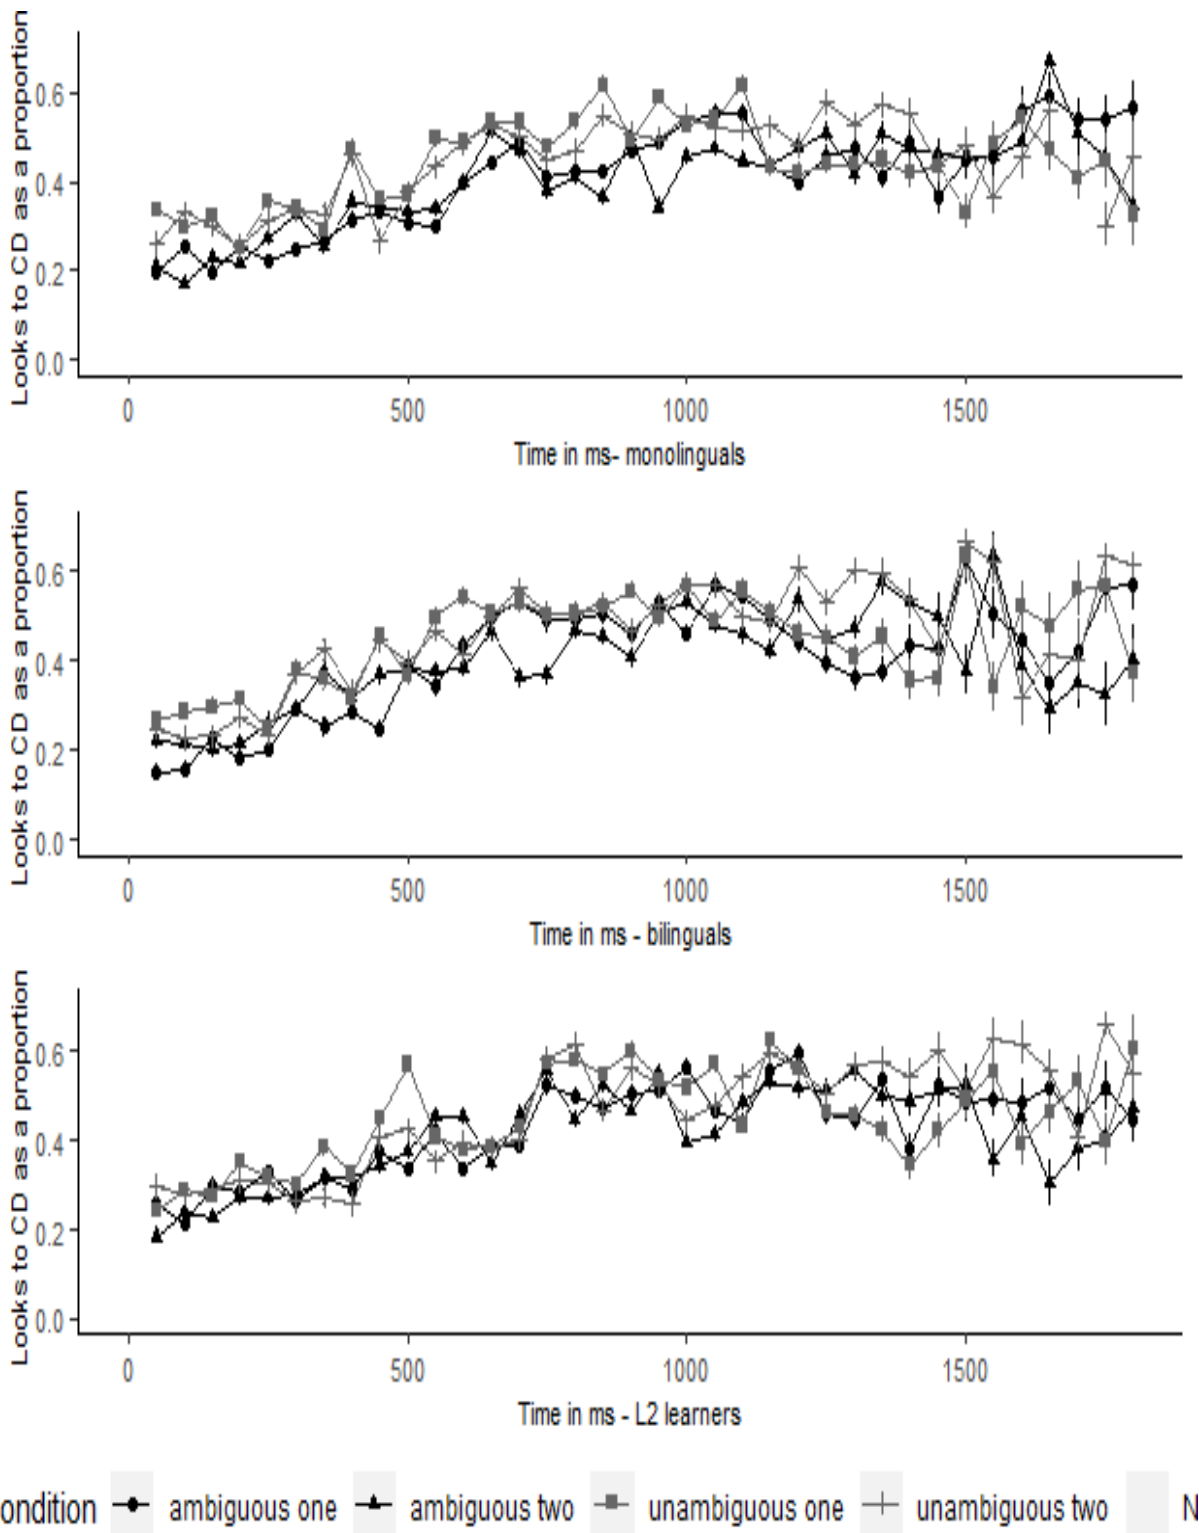 Looks to CD as a proportion
0.6
0.4
0.2
0.0
0 500 1000 1500
Time in ms- monolinguals
Looks to CD as a proportion
0.6
0.4
0.2
0.0
0 500 1000 1500
Time in ms - bilinguals
Looks to CD as a proportion
0.6
0.4
0.2
0.0
0 500 1000 1500
Time in ms - L2 learners
ondition ambiguous one ambiguous two unambiguous one unambiguous two N